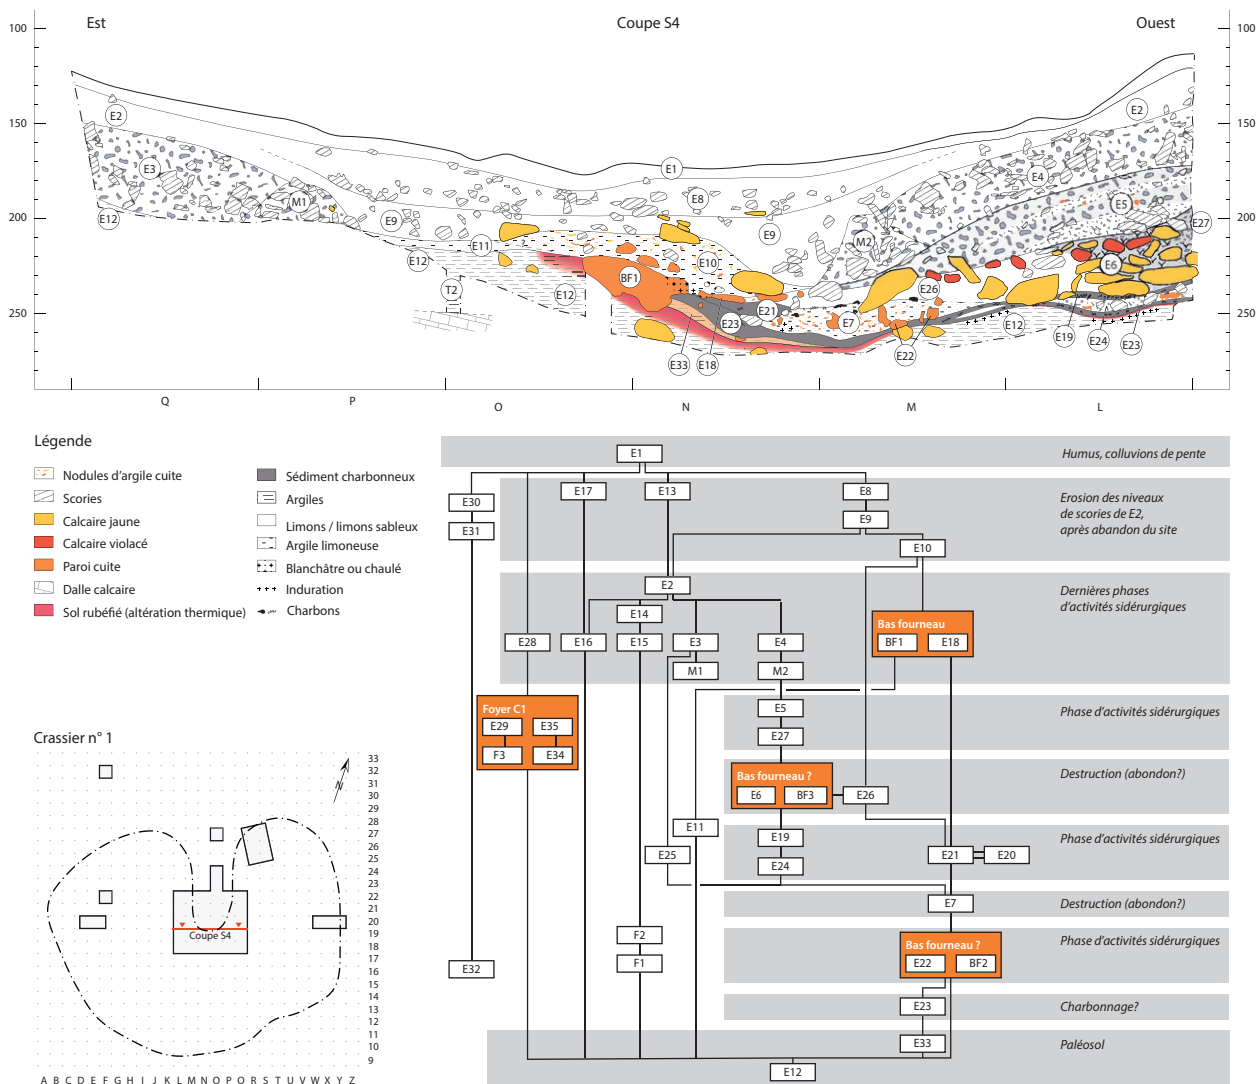 Est
Coupe S4
Ouest
100
150
200
250
100
150
200
250
E2
E3
M1
E12
E9
E11
E12
T2
E12
BF1
E8
E1
E10
E9
E21
E23
E33
E18
E7
M2
E4
E2
E5
E27
E6
E26
E22
E12
E19
E24
E23
Q
P
O
N
M
L
Légende
Nodules d'argile cuite
Scories
Calcaire jaune
Calcaire violacé
Paroi cuite
Dalle calcaire
Sol rubéfié (altération thermique)
Sédiment charbonneux
Argiles
Limons / limons sableux
Argile limoneuse
Blanchâtre ou chaulé
Induration
Charbons
Crassier n° 1
N
Coupe S4
33
32
31
30
29
28
27
26
25
24
23
22
21
20
19
18
17
16
15
14
13
12
11
10
9
A B C D E F G H I J K L M N O P Q R S T U V W X Y Z
E1
Humus, colluvions de pente
E30
E17
E13
E8
Erosion des niveaux
de scories de E2,
après abandon du site
E31
E9
E10
E2
Dernières phases
d'activités sidérurgiques
E14
Bas fourneau
BF1
E18
E28
E16
E15
E3
E4
M1
M2
Foyer C1
E29
E35
F3
E34
E5
Phase d'activités sidérurgiques
E27
Bas fourneau ?
E6
BF3
E26
Destruction (abondon?)
E11
E19
Phase d'activités sidérurgiques
E25
E24
E21
E20
E7
Destruction (abondon?)
F2
F1
E32
Bas fourneau ?
E22
BF2
Phase d'activités sidérurgiques
E23
Charbonnage?
E33
Paléosol
E12